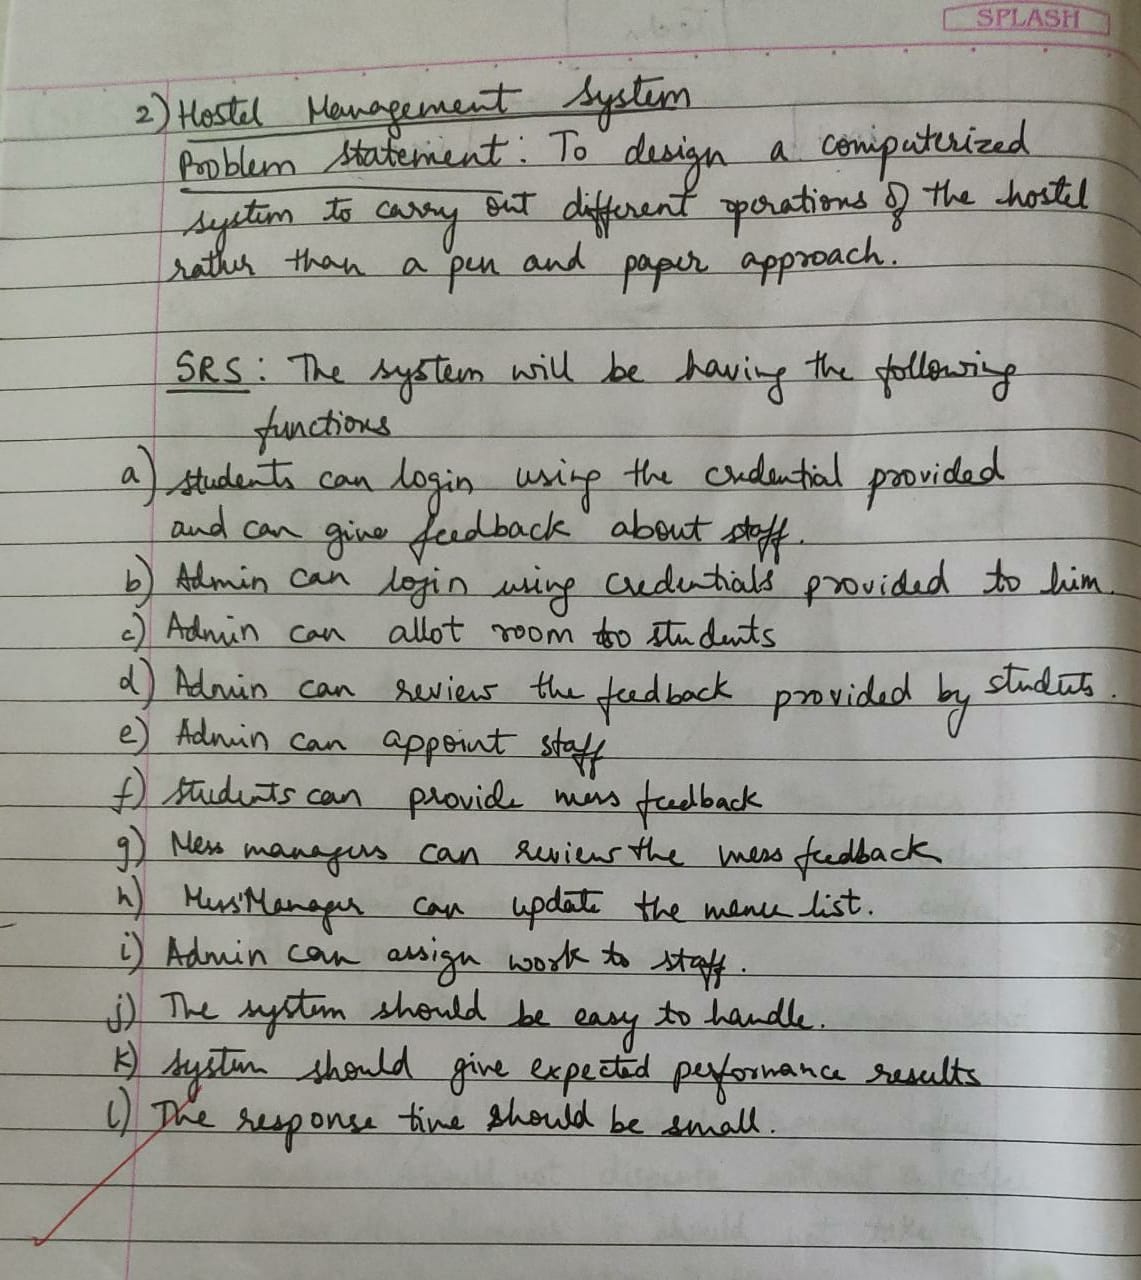 SPLASH
2) Hostel Management System
Problem Statement: To design a computerized
system to carry out different operations of the hostel
rather than a pen and paper approach.
SRS: The system will be having the following
functions
a) students can login using the credential provided
and can give feedback about staff.
b) Admin can login using credentials provided to him.
c) Admin can allot room to students
d) Admin can review the feedback provided by students.
e) Admin can appoint staff
f) students can provide mess feedback
g) Mess managers can review the mess feedback
h) Mess Manager can update the menu list.
i) Admin can assign work to staff.
j) The system should be easy to handle.
k) system should give expected performance results
l) The response time should be small.